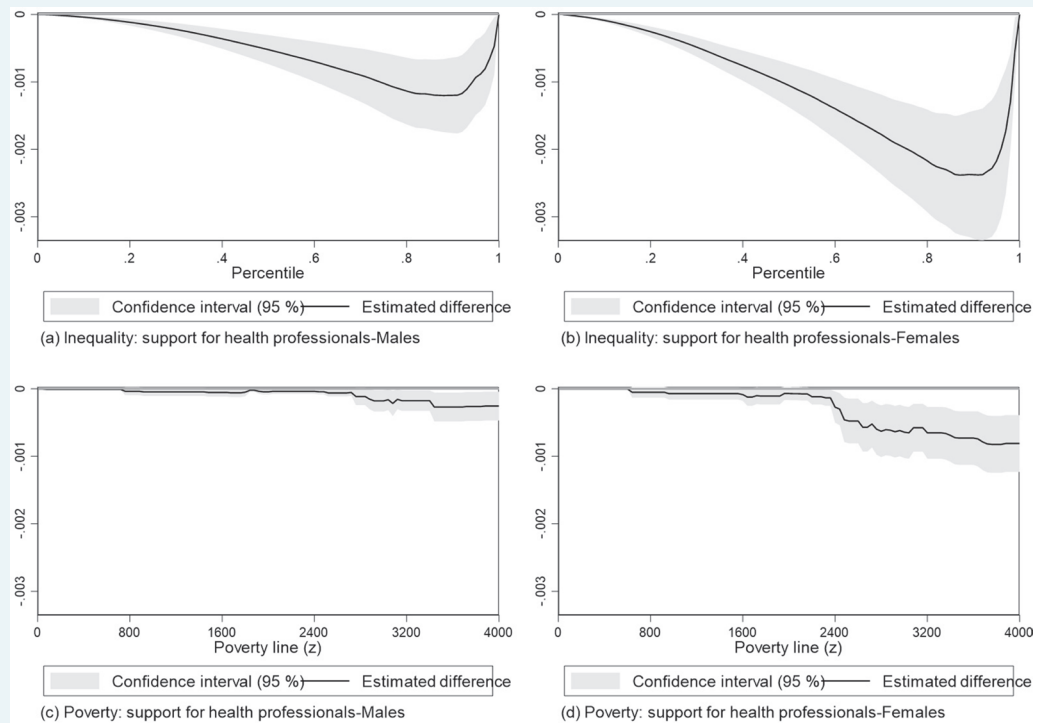 0
-.001
-.002
-.003
0 .2 .4 .6 .8 1
Percentile
Confidence interval (95 %) Estimated difference
(a) Inequality: support for health professionals-Males
0
-.001
-.002
-.003
0 .2 .4 .6 .8 1
Percentile
Confidence interval (95 %) Estimated difference
(b) Inequality: support for health professionals-Females
0
-.001
-.002
-.003
0 800 1600 2400 3200 4000
Poverty line (z)
Confidence interval (95 %) Estimated difference
(c) Poverty: support for health professionals-Males
0
-.001
-.002
-.003
0 800 1600 2400 3200 4000
Poverty line (z)
Confidence interval (95 %) Estimated difference
(d) Poverty: support for health professionals-Females